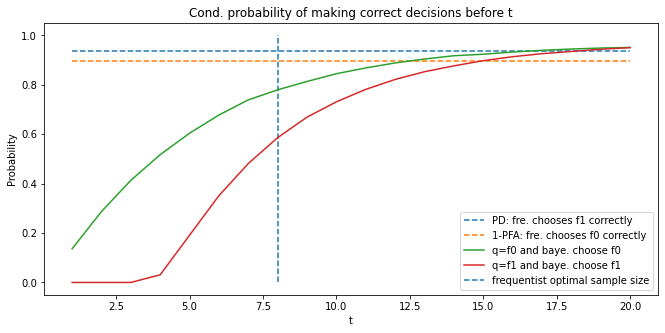 Cond. probability of making correct decisions before t
Probability
1.0
0.8
0.6
0.4
0.2
0.0
PD: fre. chooses f1 correctly
1-PFA: fre. chooses f0 correctly
q=f0 and baye. choose f0
q=f1 and baye. choose f1
frequentist optimal sample size
2.5 5.0 7.5 10.0 12.5 15.0 17.5 20.0
t